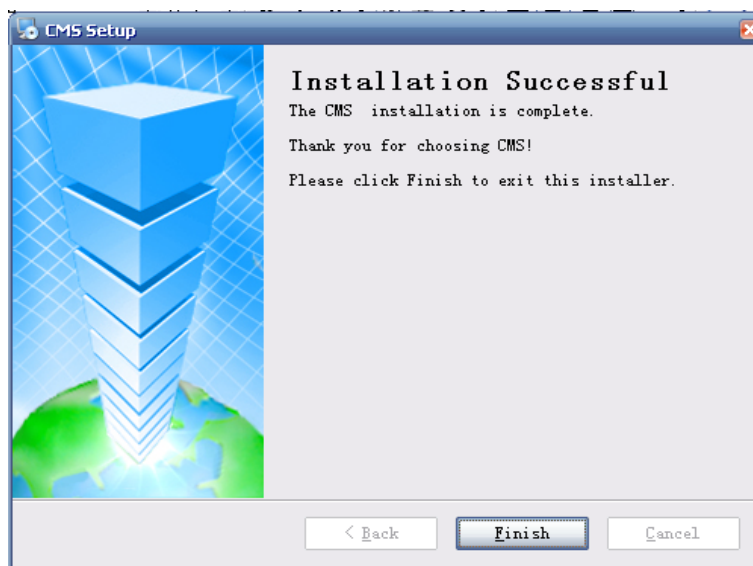 CMS Setup
Installation Successful
The CMS  installation is complete.
Thank you for choosing CMS!
Please click Finish to exit this installer.
< Back
Finish
Cancel